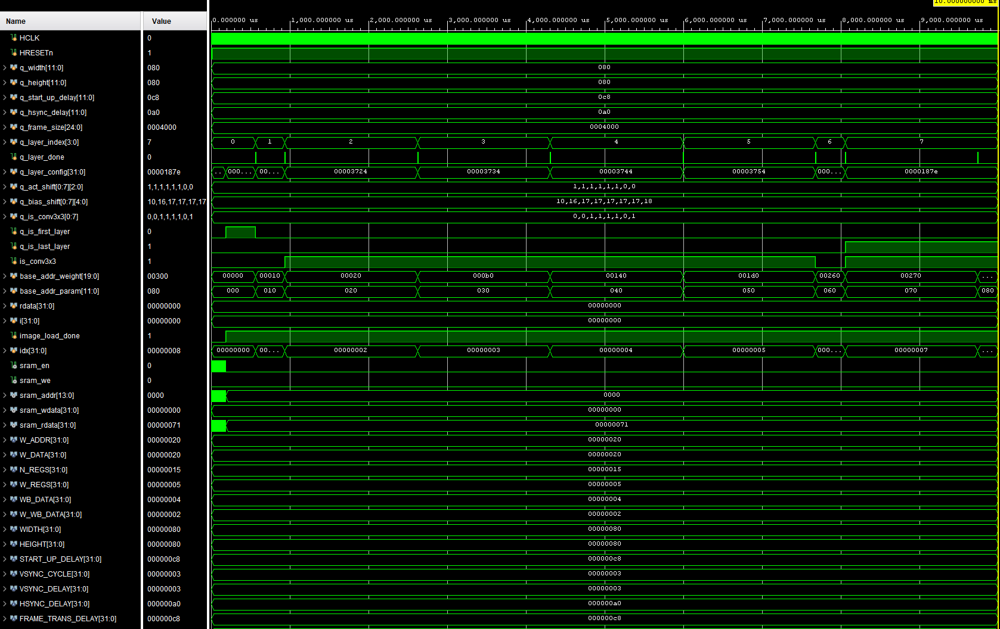 10.000000000 ms
Name Value 0.000000 us 1,000.000000 us 2,000.000000 us 3,000.000000 us 4,000.000000 us 5,000.000000 us 6,000.000000 us 7,000.000000 us 8,000.000000 us 9,000.000000 us
HCLK 0
HRESETn 1
q_width[11:0] 080 080
q_height[11:0] 080 080
q_start_up_delay[11:0] 0c8 0c8
q_hsync_delay[11:0] 0a0 0a0
q_frame_size[24:0] 0004000 0004000
q_layer_index[3:0] 7 0 1 2 3 4 5 6 7
q_layer_done 0
q_layer_config[31:0] 0000187e ... 000... 00... 00003724 00003734 00003744 00003754 000... 0000187e
q_act_shift[0:7][2:0] 1,1,1,1,1,1,0,0 1,1,1,1,1,1,0,0
q_bias_shift[0:7][4:0] 10,16,17,17,17,17 10,16,17,17,17,17,17,18
q_is_conv3x3[0:7] 0,0,1,1,1,1,0,1 0,0,1,1,1,1,0,1
q_is_first_layer 0
q_is_last_layer 1
is_conv3x3 1
base_addr_weight[19:0] 00300 00000 00010 00020 000b0 00140 001d0 00260 00270 ...
base_addr_param[11:0] 080 000 010 020 030 040 050 060 070 080
rdata[31:0] 00000000 00000000
i[31:0] 00000000 00000000
image_load_done 1
idx[31:0] 00000008 00000000 00... 00000002 00000003 00000004 00000005 000... 00000007 ...
sram_en 0
sram_we 0
sram_addr[13:0] 0000 0000
sram_wdata[31:0] 00000000 00000000
sram_rdata[31:0] 00000071 00000071
W_ADDR[31:0] 00000020 00000020
W_DATA[31:0] 00000020 00000020
N_REGS[31:0] 00000015 00000015
W_REGS[31:0] 00000005 00000005
WB_DATA[31:0] 00000004 00000004
W_WB_DATA[31:0] 00000002 00000002
WIDTH[31:0] 00000080 00000080
HEIGHT[31:0] 00000080 00000080
START_UP_DELAY[31:0] 000000c8 000000c8
VSYNC_CYCLE[31:0] 00000003 00000003
VSYNC_DELAY[31:0] 00000003 00000003
HSYNC_DELAY[31:0] 000000a0 000000a0
FRAME_TRANS_DELAY[31:0] 000000c8 000000c8